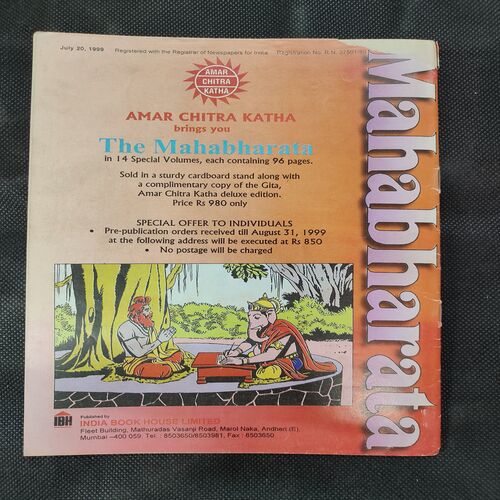 July 20, 1999 Registered with the Registrar of Newspapers for India Registration No. R.N.
AMAR
CHITRA
KATHA
AMAR CHITRA KATHA
brings you
The Mahabharata
in 14 Special Volumes, each containing 96 pages.
Sold in a sturdy cardboard stand along with
a complimentary copy of the Gita,
Amar Chitra Katha deluxe edition.
Price Rs 980 only
SPECIAL OFFER TO INDIVIDUALS
• Pre-publication orders received till August 31, 1999
at the following address will be executed at Rs 850
• No postage will be charged
Mahabharata
IBH
Published by
INDIA BOOK HOUSE LIMITED
Fleet Building, Mathuradas Vasanji Road, Marol Naka, Andheri (E),
Mumbai -400 059 Tel. : 8503650/8503981, Fax : 6503650